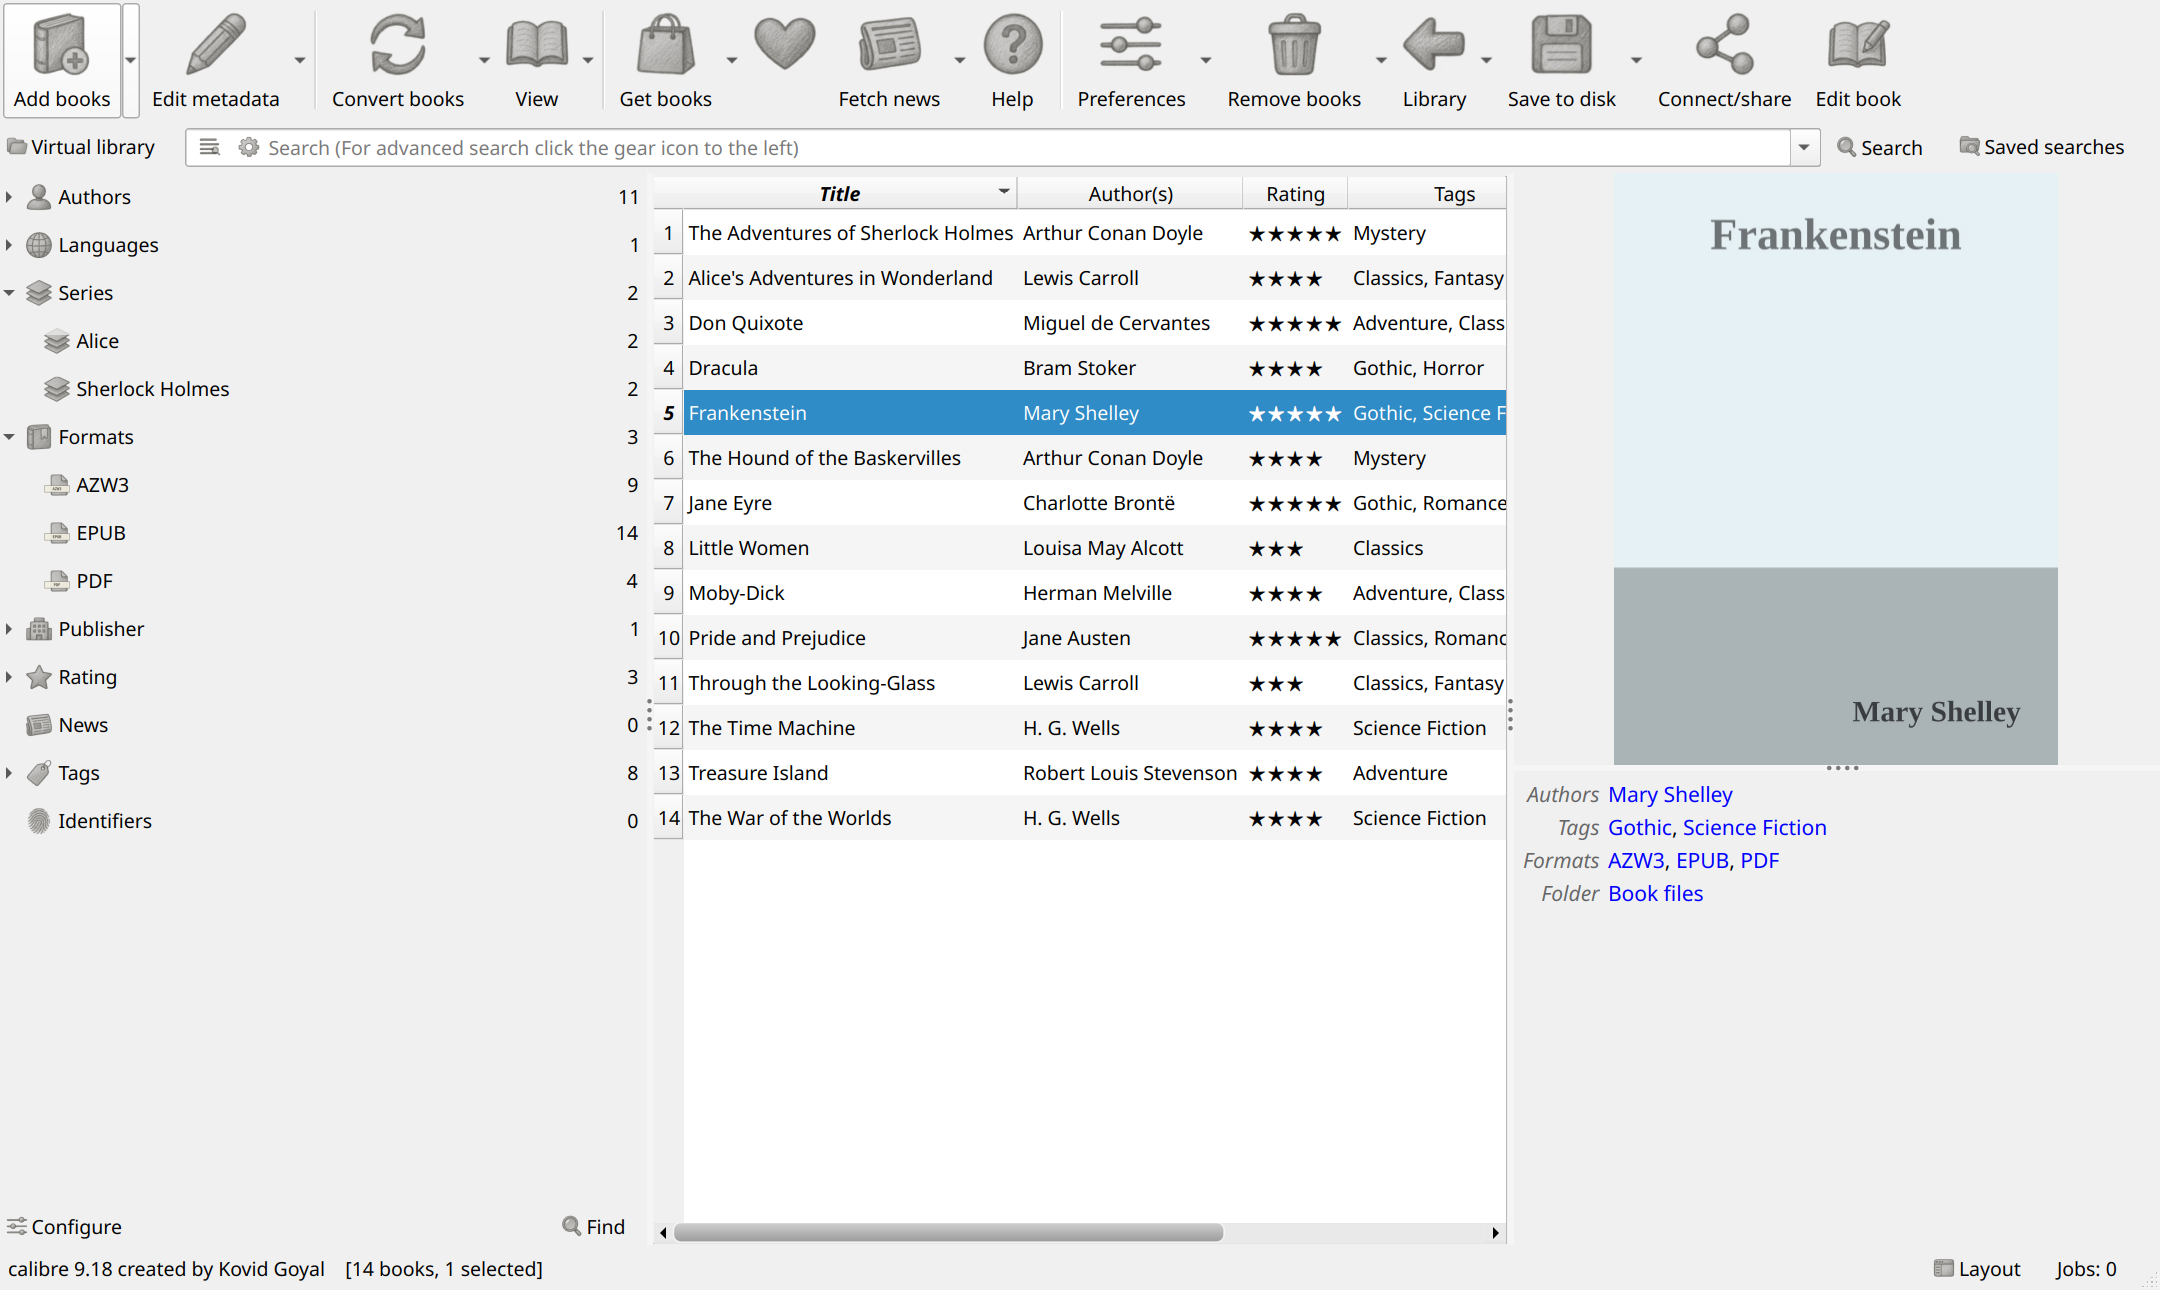 Add books Edit metadata Convert books View Get books Fetch news Help Preferences Remove books Library Save to disk Connect/share Edit book
Virtual library Search (For advanced search click the gear icon to the left) Search Saved searches
Authors 11
Languages 1
Series 2
Alice 2
Sherlock Holmes 2
Formats 3
AZW3 9
EPUB 14
PDF 4
Publisher 1
Rating 3
News 0
Tags 8
Identifiers 0
Configure Find
Title Author(s) Rating Tags
1 The Adventures of Sherlock Holmes Arthur Conan Doyle ★★★★★ Mystery
2 Alice's Adventures in Wonderland Lewis Carroll ★★★★ Classics, Fantasy
3 Don Quixote Miguel de Cervantes ★★★★★ Adventure, Class
4 Dracula Bram Stoker ★★★★ Gothic, Horror
5 Frankenstein Mary Shelley ★★★★★ Gothic, Science F
6 The Hound of the Baskervilles Arthur Conan Doyle ★★★★ Mystery
7 Jane Eyre Charlotte Brontë ★★★★★ Gothic, Romance
8 Little Women Louisa May Alcott ★★★ Classics
9 Moby-Dick Herman Melville ★★★★ Adventure, Class
10 Pride and Prejudice Jane Austen ★★★★★ Classics, Romanc
11 Through the Looking-Glass Lewis Carroll ★★★ Classics, Fantasy
12 The Time Machine H. G. Wells ★★★★ Science Fiction
13 Treasure Island Robert Louis Stevenson ★★★★ Adventure
14 The War of the Worlds H. G. Wells ★★★★ Science Fiction
Frankenstein
Mary Shelley
Authors Mary Shelley
Tags Gothic, Science Fiction
Formats AZW3, EPUB, PDF
Folder Book files
calibre 9.18 created by Kovid Goyal [14 books, 1 selected] Layout Jobs: 0